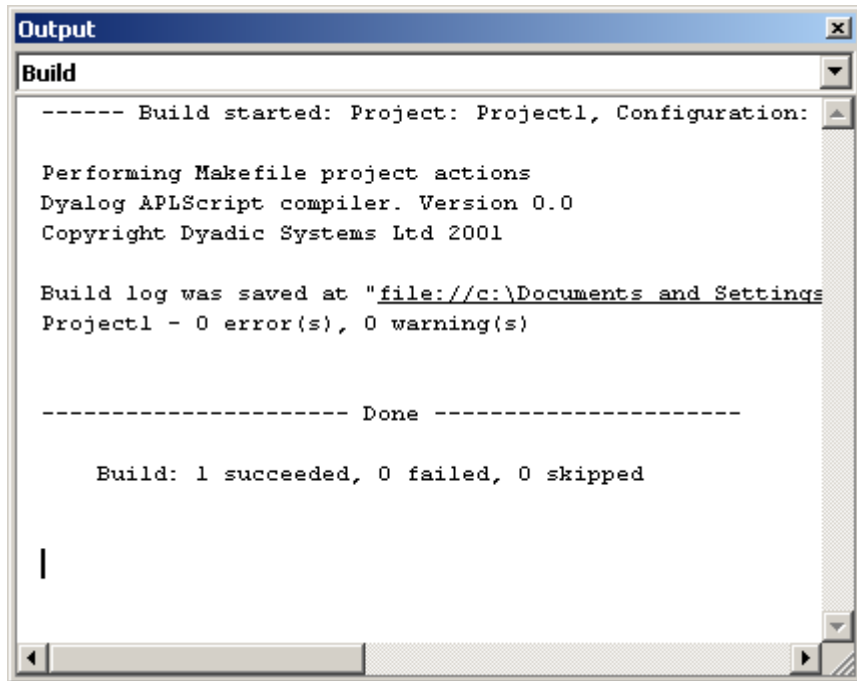 Output
Build
------ Build started: Project: Project1, Configuration:
Performing Makefile project actions
Dyalog APLScript compiler. Version 0.0
Copyright Dyadic Systems Ltd 2001
Build log was saved at "file://c:\Documents and Settings
Project1 - 0 error(s), 0 warning(s)
---------------------- Done ----------------------
Build: 1 succeeded, 0 failed, 0 skipped